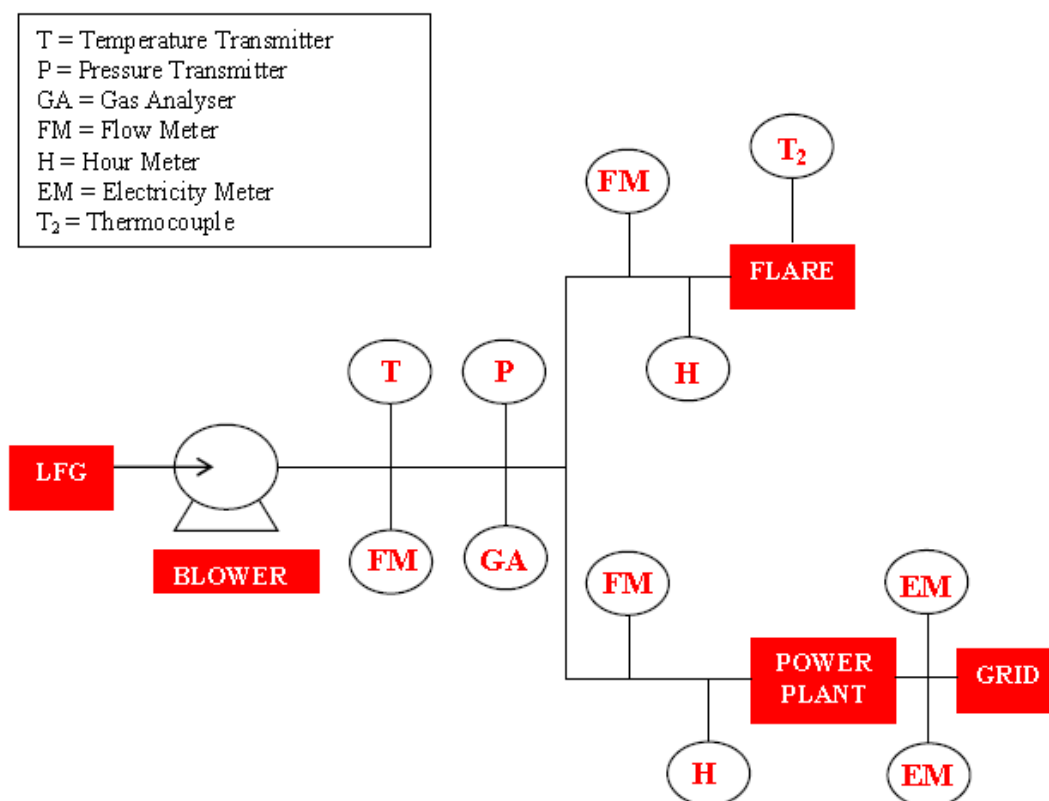 T = Temperature Transmitter
P = Pressure Transmitter
GA = Gas Analyser
FM = Flow Meter
H = Hour Meter
EM = Electricity Meter
T₂ = Thermocouple
T₂
FM
FLARE
H
T
P
LFG
BLOWER
FM
GA
FM
EM
POWER
PLANT
GRID
H
EM